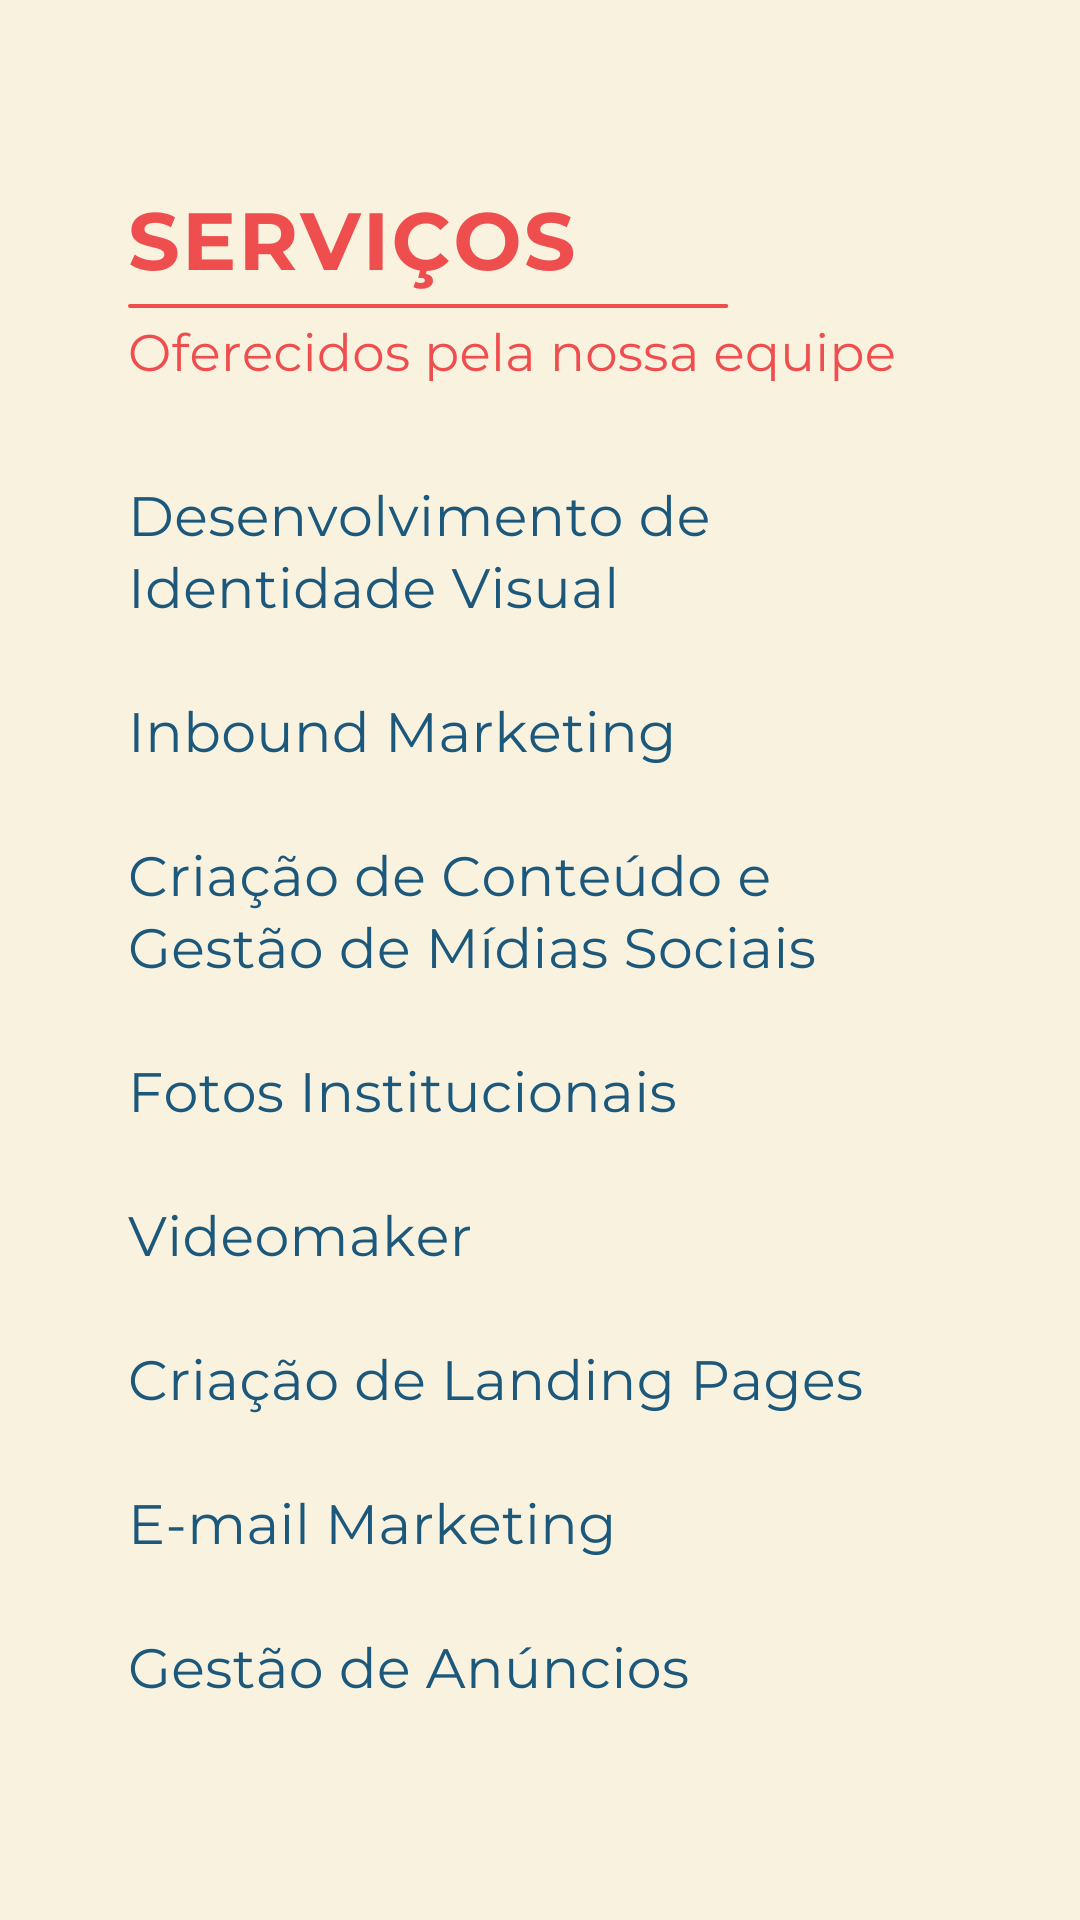 SERVIÇOS
Oferecidos pela nossa equipe
Desenvolvimento de
Identidade Visual
Inbound Marketing
Criação de Conteúdo e
Gestão de Mídias Sociais
Fotos Institucionais
Videomaker
Criação de Landing Pages
E-mail Marketing
Gestão de Anúncios